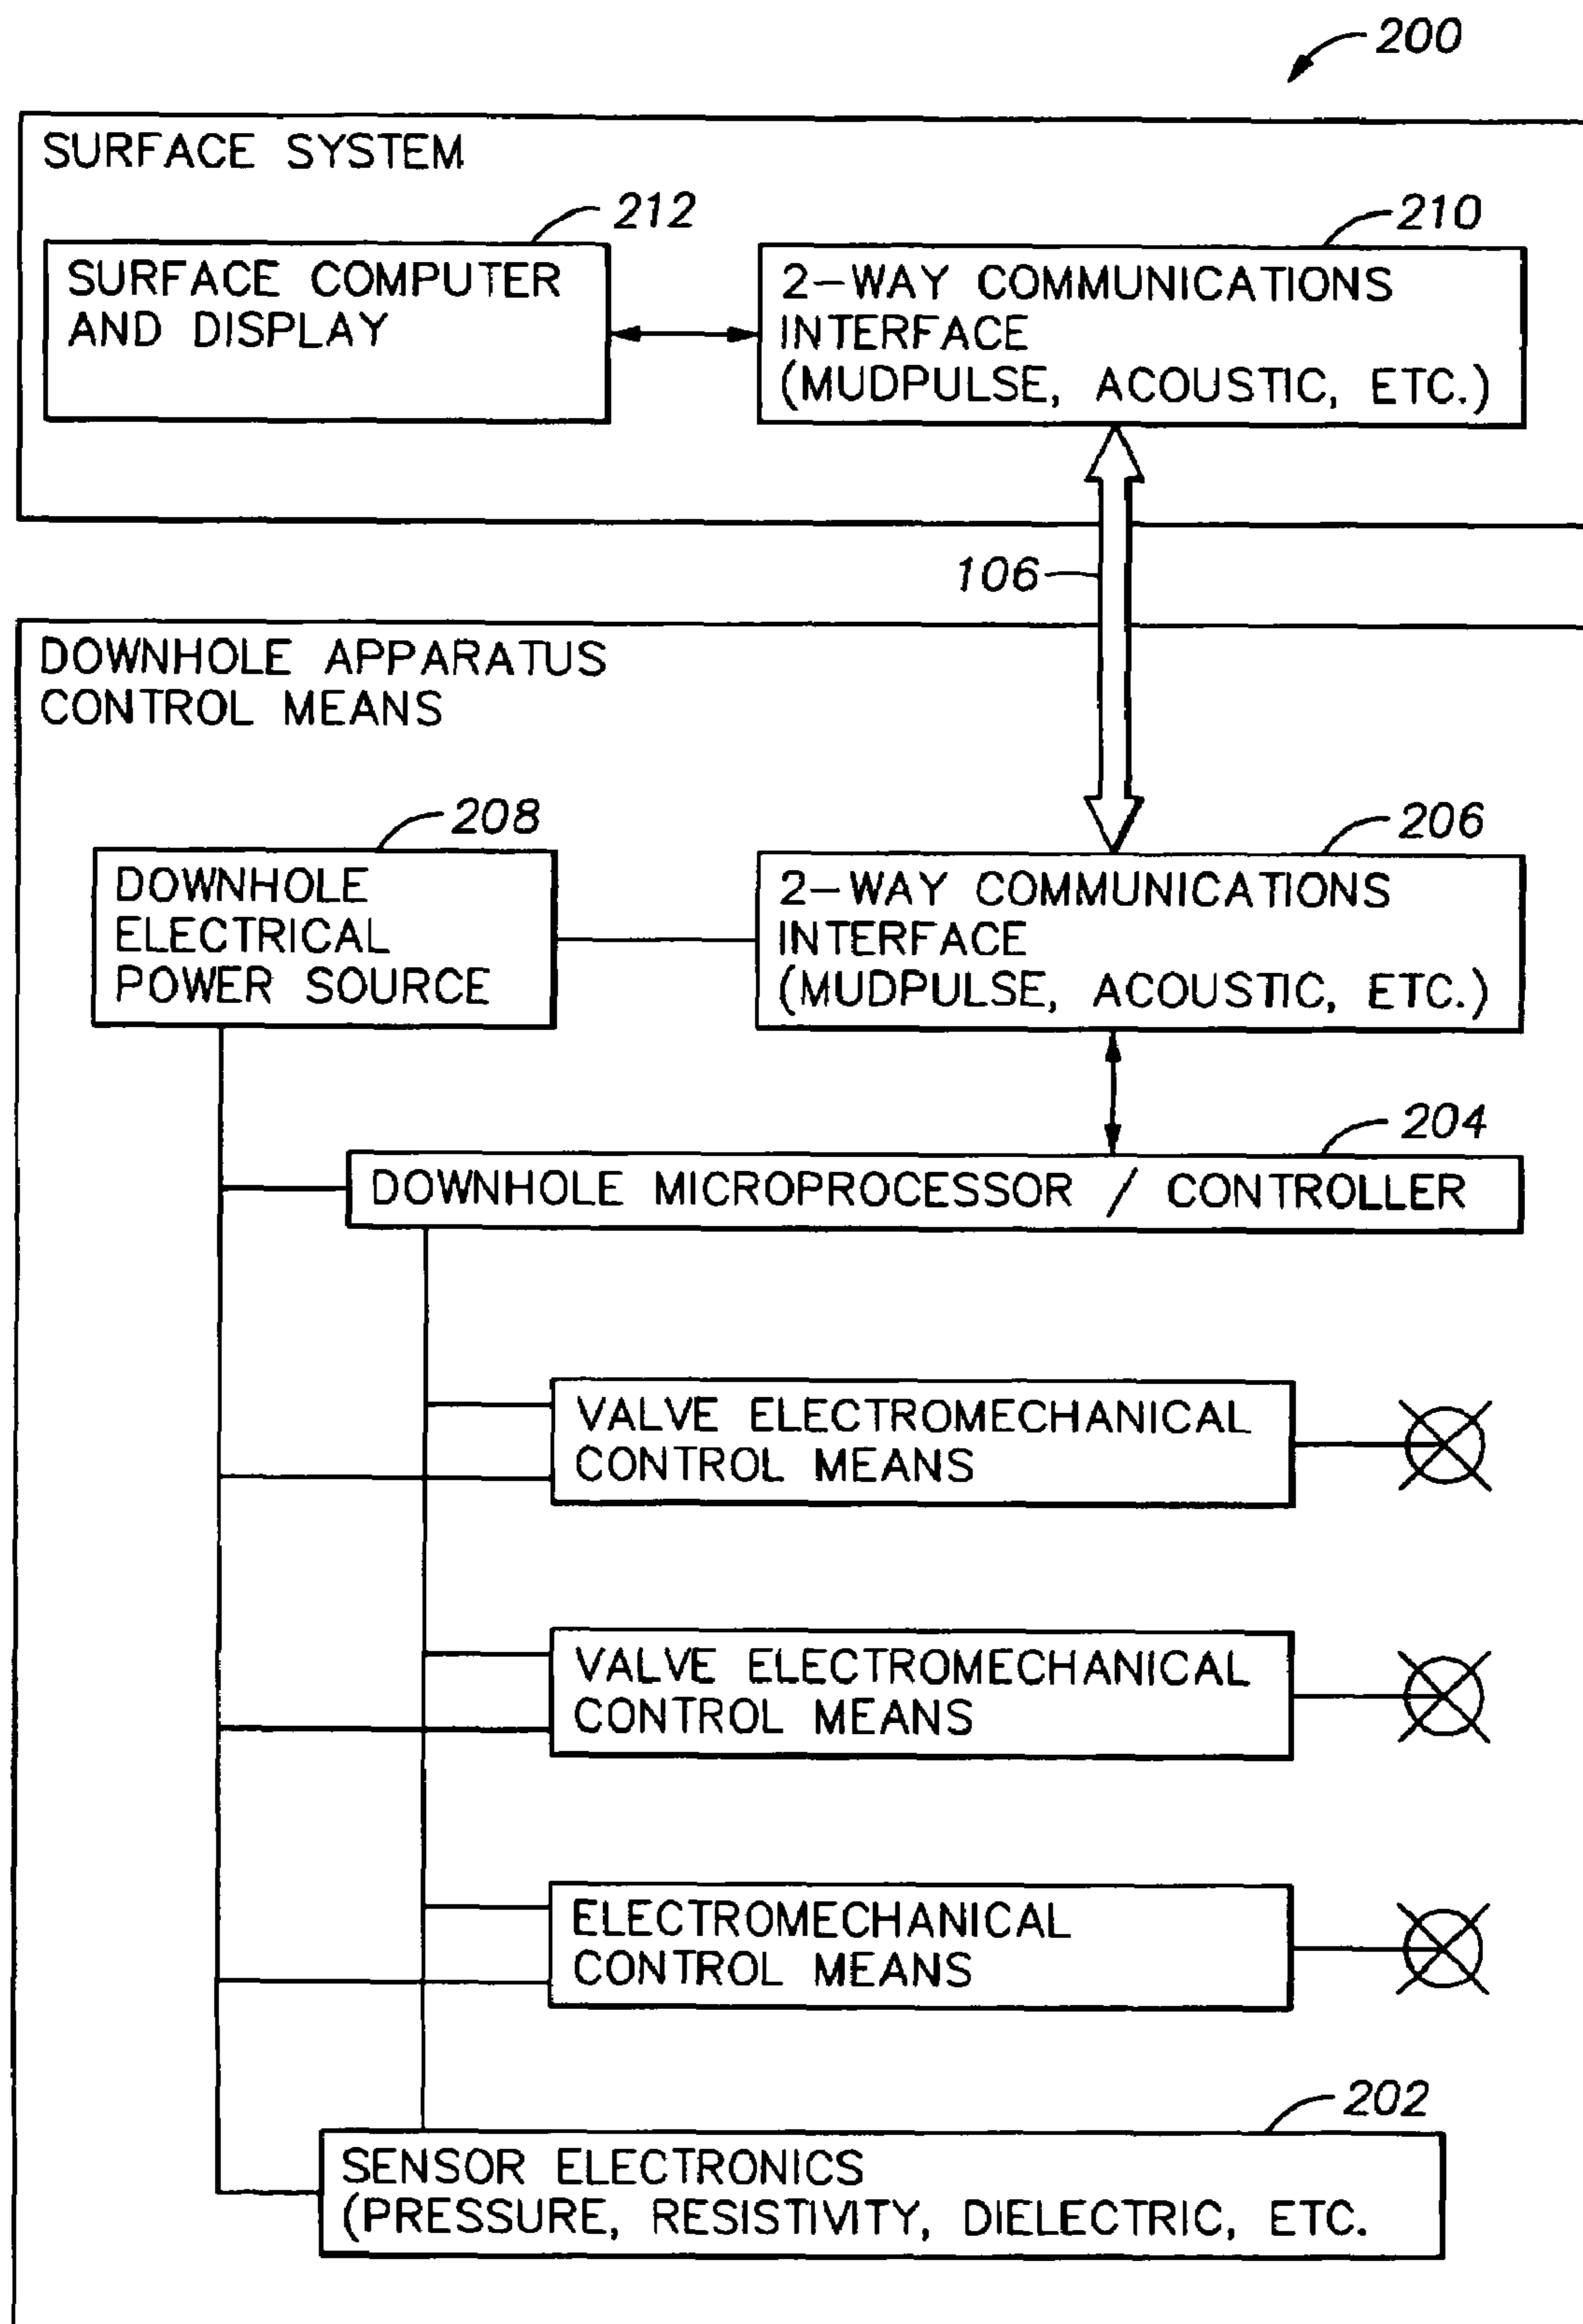 200
SURFACE SYSTEM
212
SURFACE COMPUTER
AND DISPLAY
210
2-WAY COMMUNICATIONS
INTERFACE
(MUDPULSE, ACOUSTIC, ETC.)
106
DOWNHOLE APPARATUS
CONTROL MEANS
208
DOWNHOLE
ELECTRICAL
POWER SOURCE
206
2-WAY COMMUNICATIONS
INTERFACE
(MUDPULSE, ACOUSTIC, ETC.)
204
DOWNHOLE MICROPROCESSOR / CONTROLLER
VALVE ELECTROMECHANICAL
CONTROL MEANS
VALVE ELECTROMECHANICAL
CONTROL MEANS
ELECTROMECHANICAL
CONTROL MEANS
202
SENSOR ELECTRONICS
(PRESSURE, RESISTIVITY, DIELECTRIC, ETC.